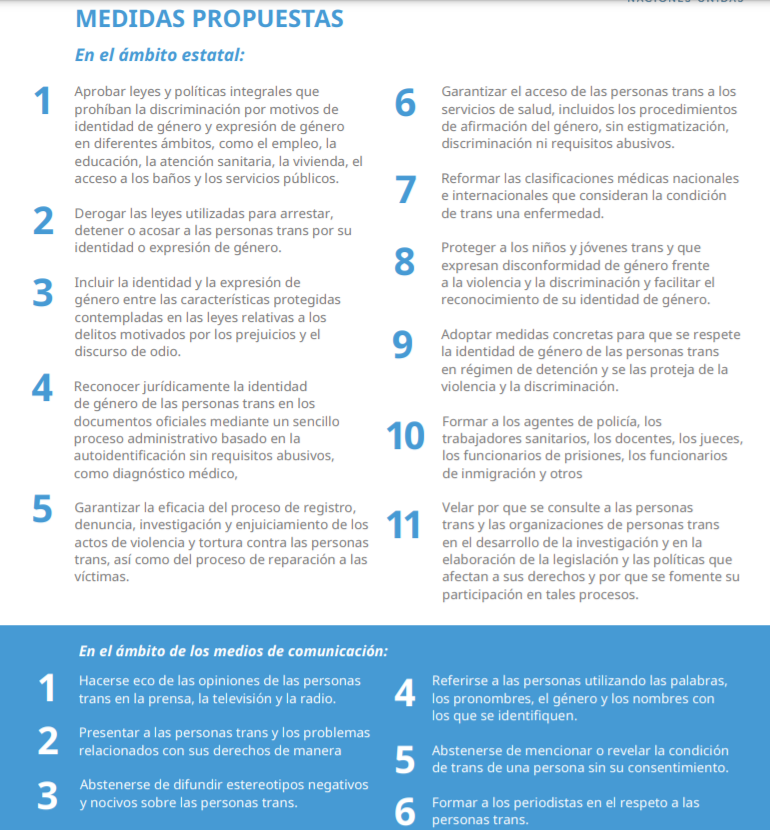 NACIONES UNIDAS
MEDIDAS PROPUESTAS
En el ámbito estatal:
1
Aprobar leyes y políticas integrales que
prohíban la discriminación por motivos de
identidad de género y expresión de género
en diferentes ámbitos, como el empleo, la
educación, la atención sanitaria, la vivienda, el
acceso a los baños y los servicios públicos.
2
Derogar las leyes utilizadas para arrestar,
detener o acosar a las personas trans por su
identidad o expresión de género.
3
Incluir la identidad y la expresión de
género entre las características protegidas
contempladas en las leyes relativas a los
delitos motivados por los prejuicios y el
discurso de odio.
4
Reconocer jurídicamente la identidad
de género de las personas trans en los
documentos oficiales mediante un sencillo
proceso administrativo basado en la
autoidentificación sin requisitos abusivos,
como diagnóstico médico,
5
Garantizar la eficacia del proceso de registro,
denuncia, investigación y enjuiciamiento de los
actos de violencia y tortura contra las personas
trans, así como del proceso de reparación a las
víctimas.
6
Garantizar el acceso de las personas trans a los
servicios de salud, incluidos los procedimientos
de afirmación del género, sin estigmatización,
discriminación ni requisitos abusivos.
7
Reformar las clasificaciones médicas nacionales
e internacionales que consideran la condición
de trans una enfermedad.
8
Proteger a los niños y jóvenes trans y que
expresan disconformidad de género frente
a la violencia y la discriminación y facilitar el
reconocimiento de su identidad de género.
9
Adoptar medidas concretas para que se respete
la identidad de género de las personas trans
en régimen de detención y se las proteja de la
violencia y la discriminación.
10
Formar a los agentes de policía, los
trabajadores sanitarios, los docentes, los jueces,
los funcionarios de prisiones, los funcionarios
de inmigración y otros
11
Velar por que se consulte a las personas
trans y las organizaciones de personas trans
en el desarrollo de la investigación y en la
elaboración de la legislación y las políticas que
afectan a sus derechos y por que se fomente su
participación en tales procesos.
En el ámbito de los medios de comunicación:
1
Hacerse eco de las opiniones de las personas
trans en la prensa, la televisión y la radio.
2
Presentar a las personas trans y los problemas
relacionados con sus derechos de manera
3
Abstenerse de difundir estereotipos negativos
y nocivos sobre las personas trans.
4
Referirse a las personas utilizando las palabras,
los pronombres, el género y los nombres con
los que se identifiquen.
5
Abstenerse de mencionar o revelar la condición
de trans de una persona sin su consentimiento.
6
Formar a los periodistas en el respeto a las
personas trans.